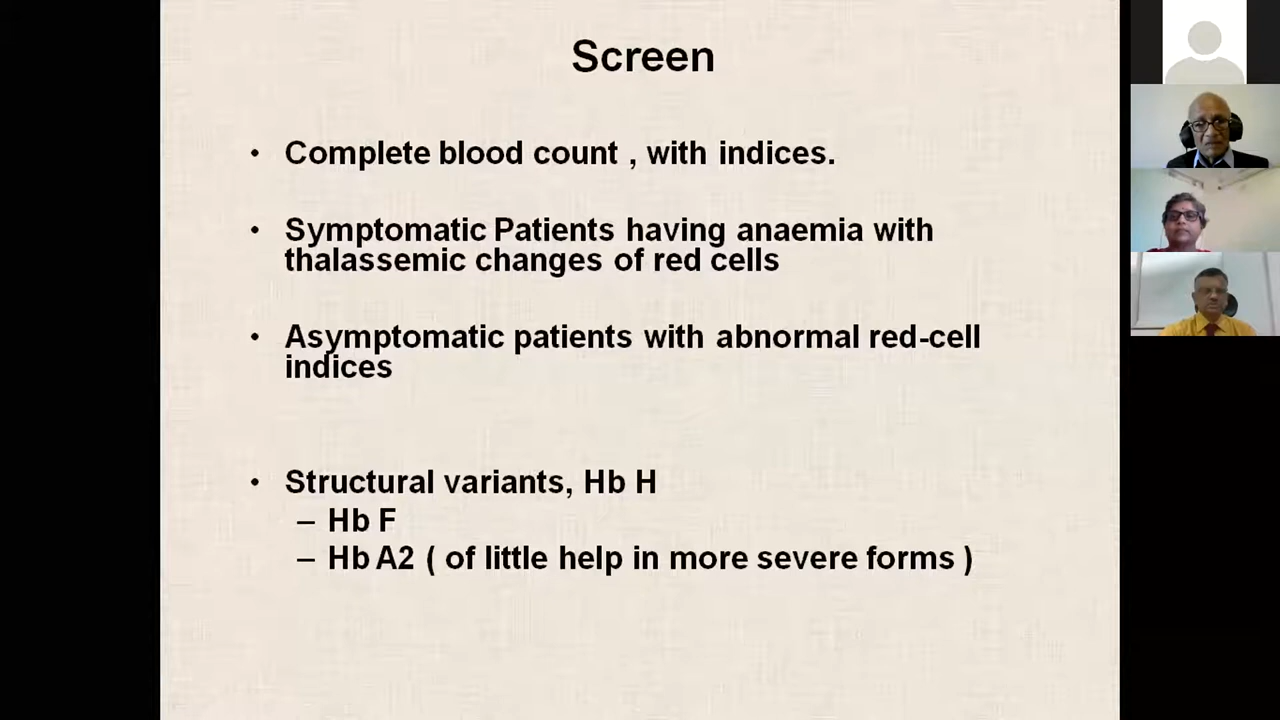 Screen
• Complete blood count , with indices.
• Symptomatic Patients having anaemia with
thalassemic changes of red cells
• Asymptomatic patients with abnormal red-cell
indices
• Structural variants, Hb H
– Hb F
– Hb A2 ( of little help in more severe forms )